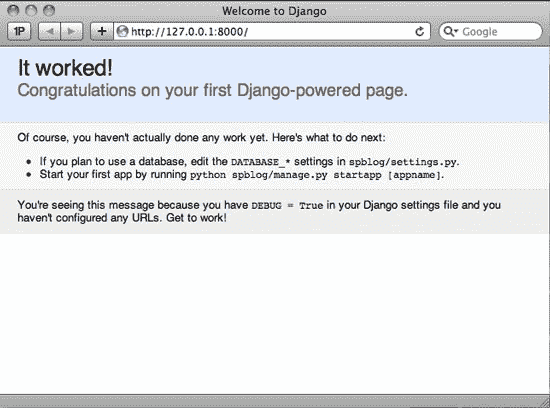 Welcome to Django
1P
http://127.0.0.1:8000/
Google
It worked!
Congratulations on your first Django-powered page.
Of course, you haven't actually done any work yet. Here's what to do next:
If you plan to use a database, edit the DATABASE_* settings in spblog/settings.py.
Start your first app by running python spblog/manage.py startapp [appname].
You're seeing this message because you have DEBUG = True in your Django settings file and you
haven't configured any URLs. Get to work!